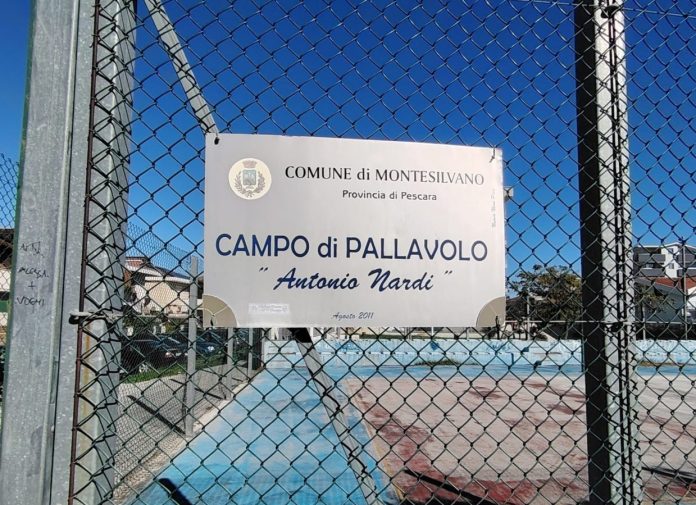 COMUNE di MONTESILVANO
Provincia di Pescara
CAMPO di PALLAVOLO
" Antonio Nardi "
Agosto 2011